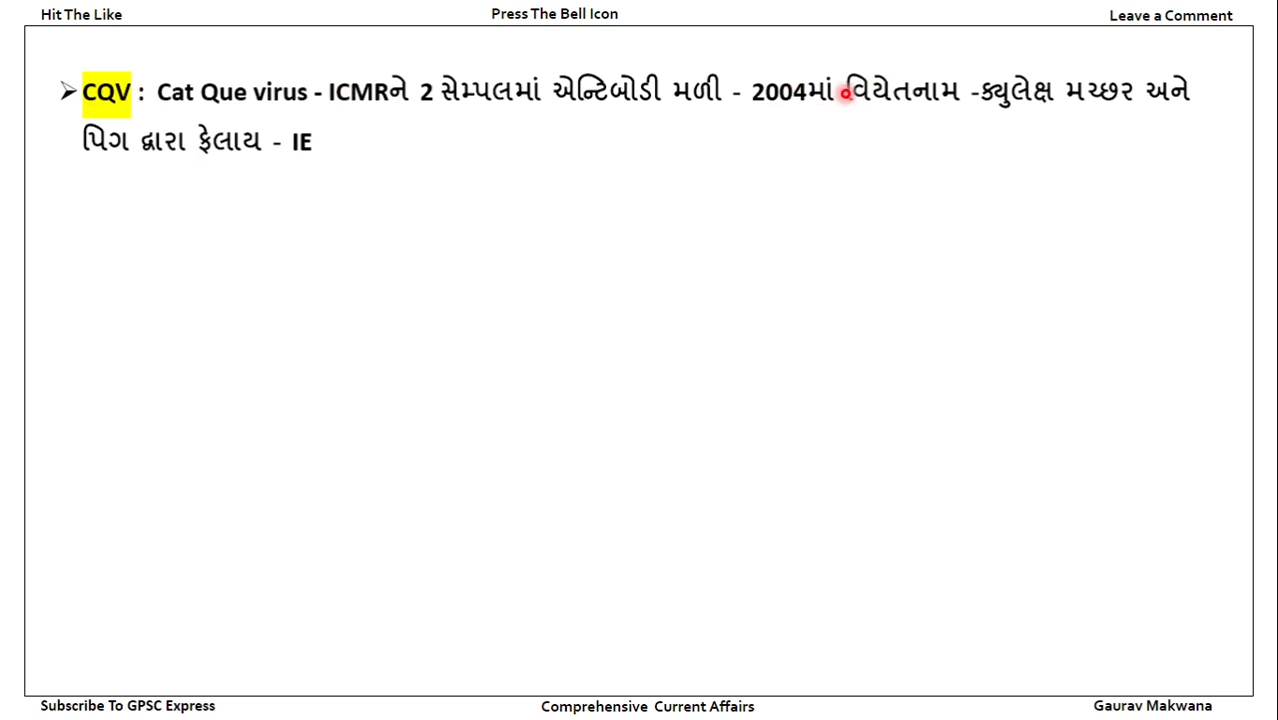 Hit The Like
Press The Bell Icon
Leave a Comment
➢ CQV : Cat Que virus - ICMRને 2 સેમ્પલમાં એન્ટિબોડી મળી - 2004માં વિયેતનામ -ક્યુલેક્ષ મચ્છર અને
પિગ દ્વારા ફેલાય - IE
Subscribe To GPSC Express
Comprehensive Current Affairs
Gaurav Makwana